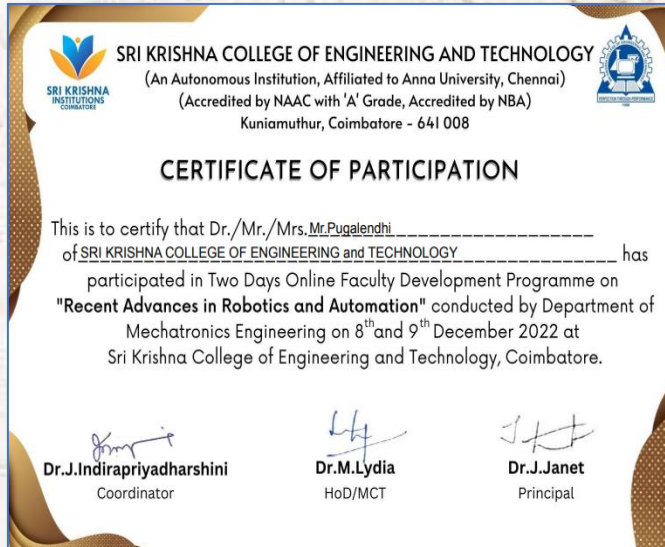 SRI KRISHNA COLLEGE OF ENGINEERING AND TECHNOLOGY
(An Autonomous Institution, Affiliated to Anna University, Chennai)
(Accredited by NAAC with 'A' Grade, Accredited by NBA)
Kuniamuthur, Coimbatore - 641 008
SRI KRISHNA
INSTITUTIONS
COIMBATORE
CERTIFICATE OF PARTICIPATION
This is to certify that Dr./Mr./Mrs. Mr.Pugalendhi
of SRI KRISHNA COLLEGE OF ENGINEERING and TECHNOLOGY has
participated in Two Days Online Faculty Development Programme on
"Recent Advances in Robotics and Automation" conducted by Department of
Mechatronics Engineering on 8th and 9th December 2022 at
Sri Krishna College of Engineering and Technology, Coimbatore.
Dr.J.Indirapriyadharshini
Coordinator
Dr.M.Lydia
HoD/MCT
Dr.J.Janet
Principal